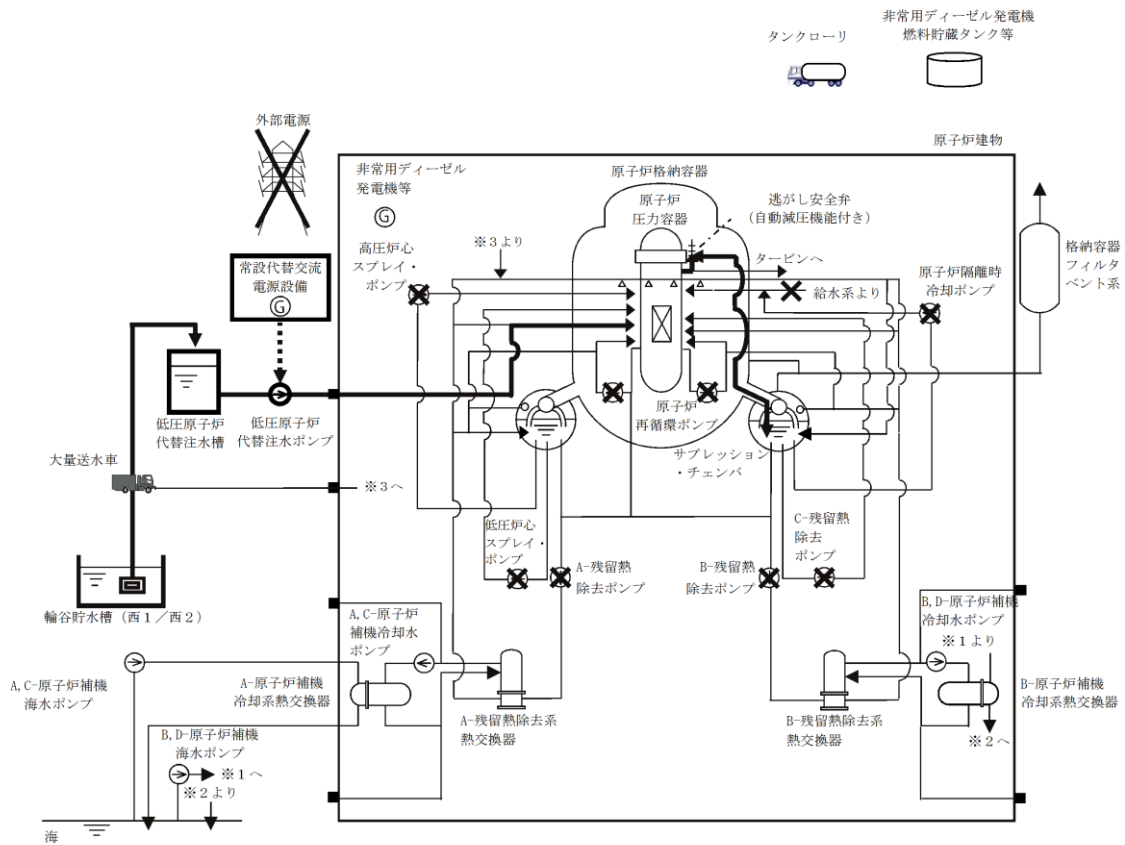 非常用ディーゼル発電機
燃料貯蔵タンク等
タンクローリ
外部電源
原子炉建物
非常用ディーゼル
発電機等
G
原子炉格納容器
原子炉
圧力容器
逃がし安全弁
(自動減圧機能付き)
※3より
高圧炉心
スプレイ・
ポンプ
タービンへ
給水系より
原子炉隔離時
冷却ポンプ
格納容器
フィルタ
ベント系
常設代替交流
電源設備
G
低圧原子炉
代替注水槽
低圧原子炉
代替注水ポンプ
原子炉
再循環ポンプ
サプレッション
・チェンバ
大量送水車
※3へ
低圧炉心
スプレイ・
ポンプ
A-残留熱
除去ポンプ
B-残留熱
除去ポンプ
C-残留熱
除去
ポンプ
輪谷貯水槽(西1/西2)
A,C-原子炉補機
海水ポンプ
A-原子炉補機
冷却系熱交換器
A,C-原子炉
補機冷却水
ポンプ
A-残留熱除去系
熱交換器
B-残留熱除去系
熱交換器
B,D-原子炉補機
冷却水ポンプ
※1より
B-原子炉補機
冷却系熱交換器
※2へ
B,D-原子炉補機
海水ポンプ
※1へ
※2より
海